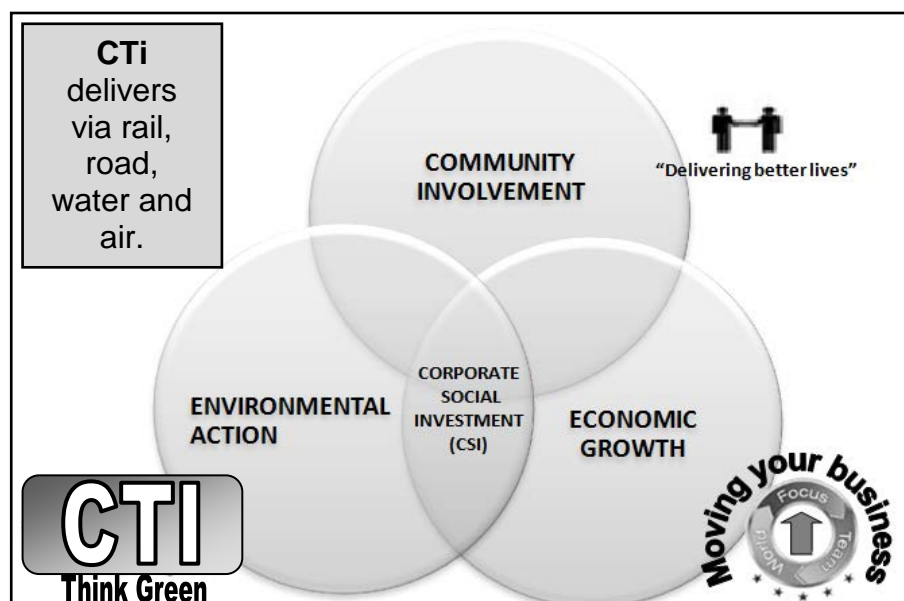 CTi
delivers
via rail,
road,
water and
air.
COMMUNITY
INVOLVEMENT
“Delivering better lives”
ENVIRONMENTAL
ACTION
CORPORATE
SOCIAL
INVESTMENT
(CSI)
ECONOMIC
GROWTH
CTI
Think Green
Moving your business
Focus
Team
World